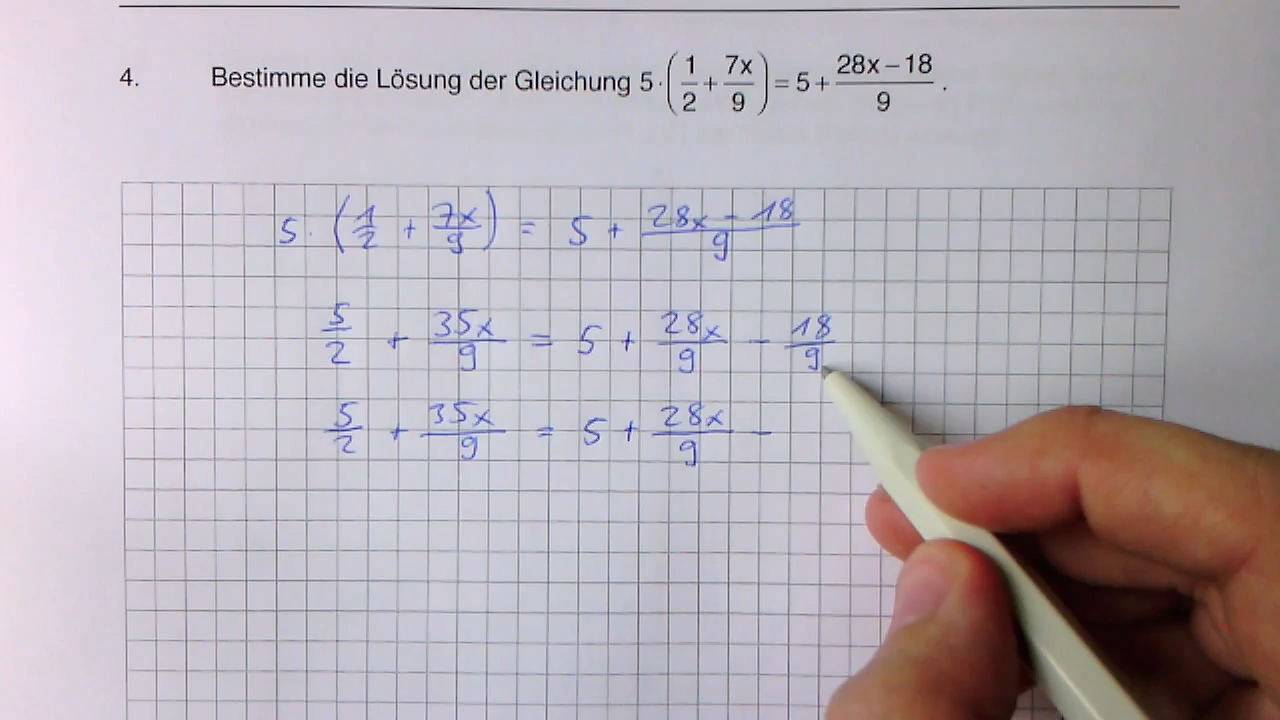 4. Bestimme die Lösung der Gleichung 5·(1/2 + 7x/9) = 5 + (28x − 18)/9 .
5 · (1/2 + 7x/9) = 5 + (28x − 18)/9
5/2 + 35x/9 = 5 + 28x/9 − 18/9
5/2 + 35x/9 = 5 + 28x/9 −